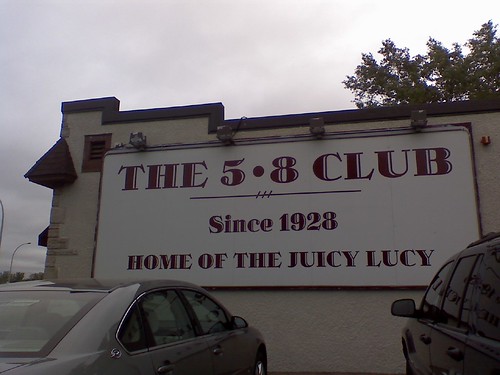 THE 5•8 CLUB
Since 1928
HOME OF THE JUICY LUCY